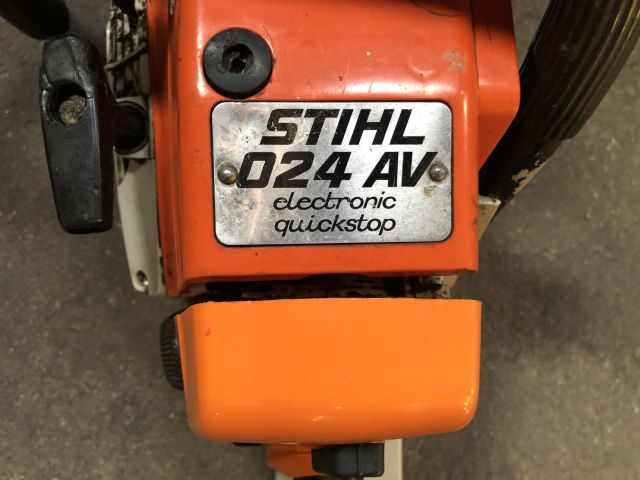 STIHL
024 AV
electronic
quickstop